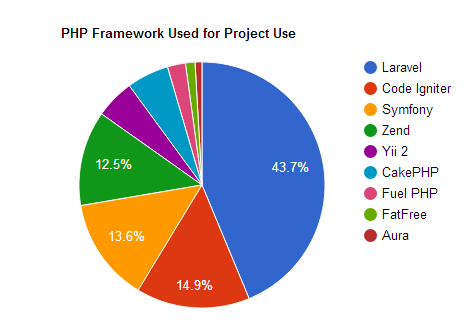 PHP Framework Used for Project Use
43.7%
12.5%
13.6%
14.9%
Laravel
Code Igniter
Symfony
Zend
Yii 2
CakePHP
Fuel PHP
FatFree
Aura